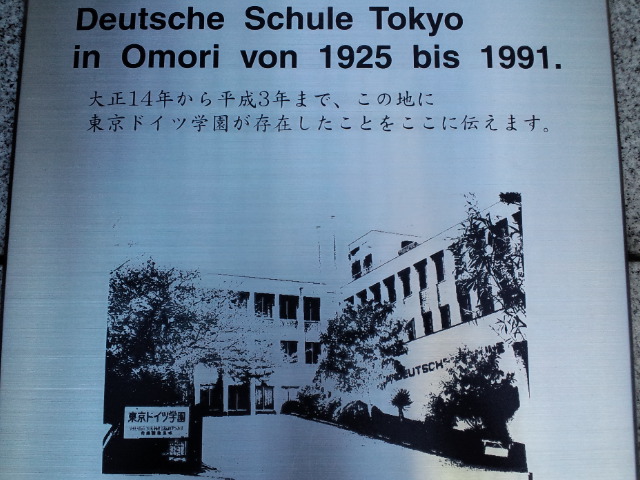 Deutsche Schule Tokyo
in Omori von 1925 bis 1991.
大正14年から平成3年まで、この地に
東京ドイツ学園が存在したことをここに伝えます。
DEUTSCHE
東京ドイツ学園